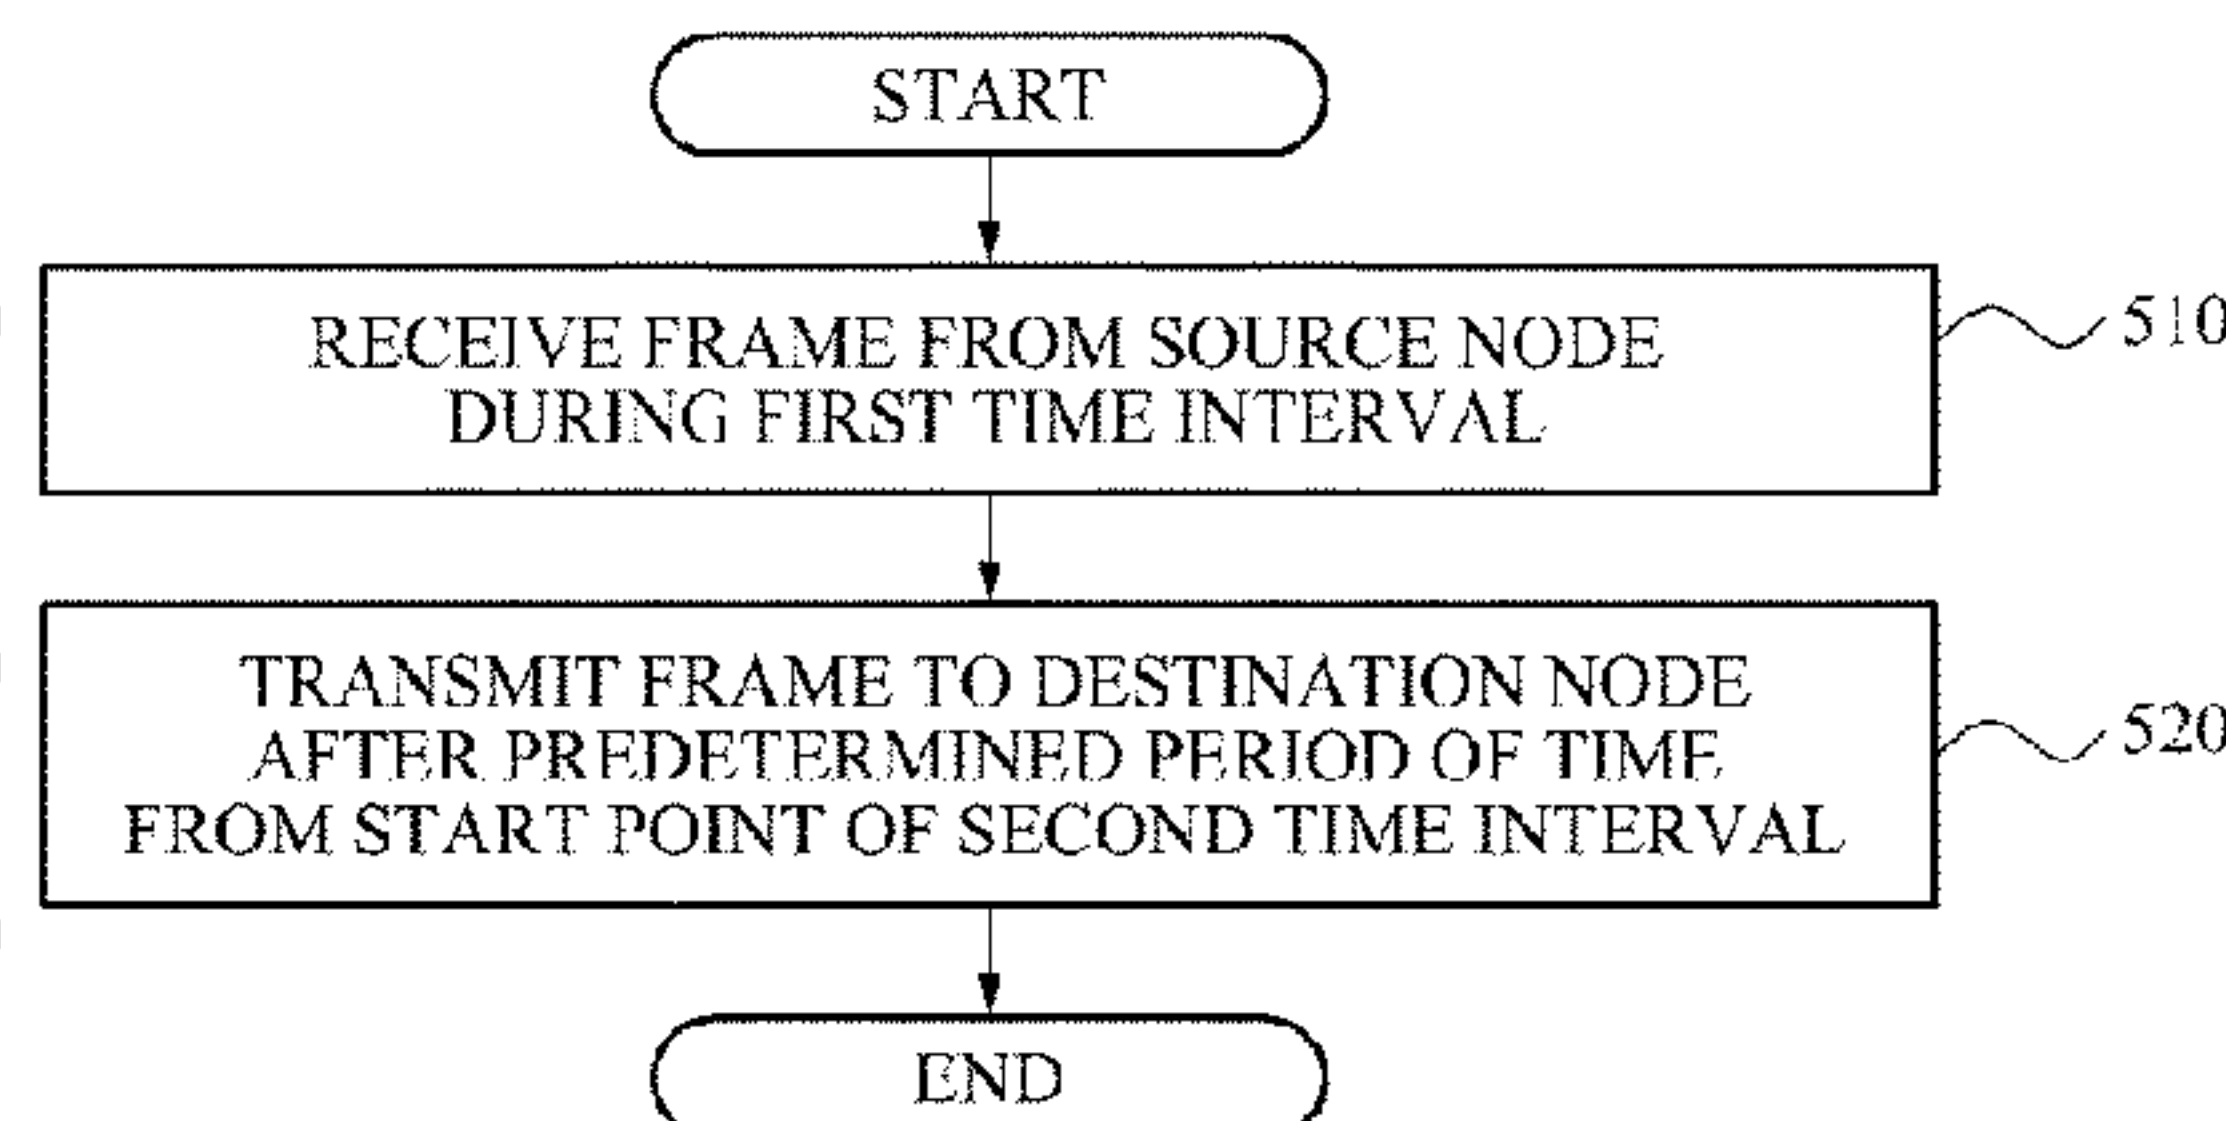 START
RECEIVE FRAME FROM SOURCE NODE
DURING FIRST TIME INTERVAL
510
TRANSMIT FRAME TO DESTINATION NODE
AFTER PREDETERMINED PERIOD OF TIME
FROM START POINT OF SECOND TIME INTERVAL
520
END